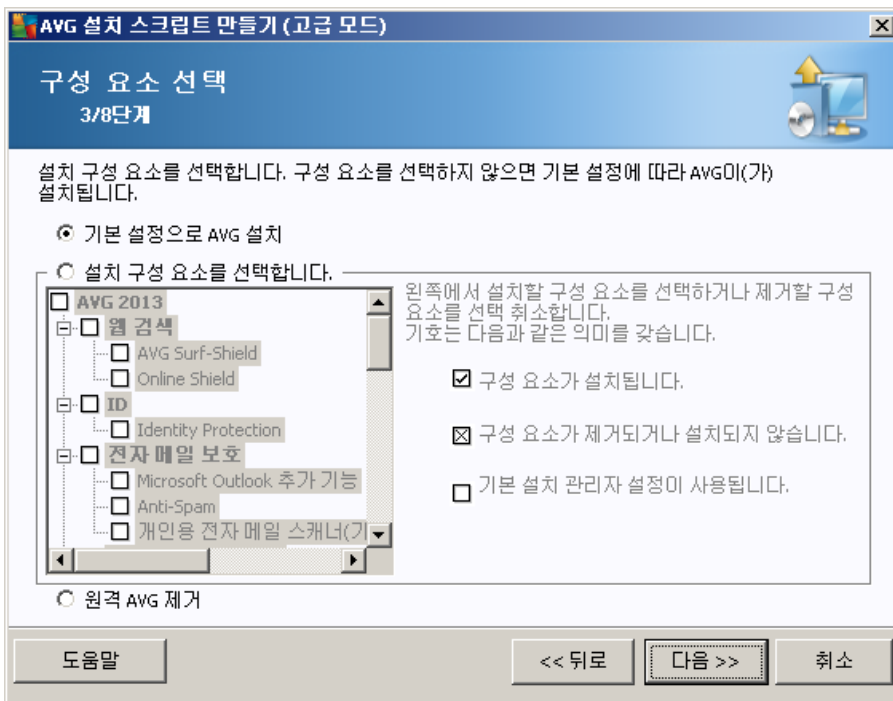 AVG 설치 스크립트 만들기 (고급 모드)
구성 요소 선택
3/8단계
설치 구성 요소를 선택합니다. 구성 요소를 선택하지 않으면 기본 설정에 따라 AVG이(가)
설치됩니다.
기본 설정으로 AVG 설치
설치 구성 요소를 선택합니다.
AVG 2013
웹 검색
AVG Surf-Shield
Online Shield
ID
Identity Protection
전자 메일 보호
Microsoft Outlook 추가 기능
Anti-Spam
개인용 전자 메일 스캐너(기
왼쪽에서 설치할 구성 요소를 선택하거나 제거할 구성
요소를 선택 취소합니다.
기호는 다음과 같은 의미를 갖습니다.
구성 요소가 설치됩니다.
구성 요소가 제거되거나 설치되지 않습니다.
기본 설치 관리자 설정이 사용됩니다.
원격 AVG 제거
도움말
<< 뒤로
다음 >>
취소